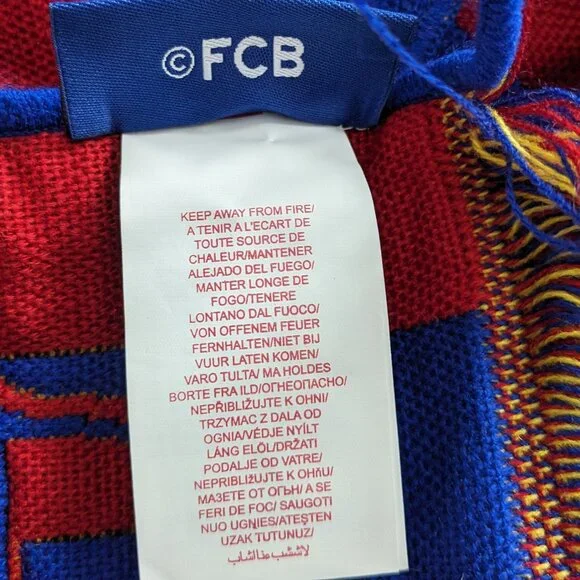 ©FCB
KEEP AWAY FROM FIRE/
A TENIR A L'ECART DE
TOUTE SOURCE DE
CHALEUR/MANTENER
ALEJADO DEL FUEGO/
MANTER LONGE DE
FOGO/TENERE
LONTANO DAL FUOCO/
VON OFFENEM FEUER
FERNHALTEN/NIET BIJ
VUUR LATEN KOMEN/
VARO TULTA/ MA HOLDES
BORTE FRA ILD/ОГНЕОПАСНО/
NEPŘIBLIŽUJTE K OHNI/
TRZYMAC Z DALA OD
OGNIA/VÉDJE NYÍLT
LÁNG ELÖL/DRŽATI
PODALJE OD VATRE/
NEPRIBLIŽUJTE K OHŇU/
МАЗЕТЕ ОТ ОГЪН/ A SE
FERI DE FOC/ SAUGOTI
NUO UGNIES/ATEŞTEN
UZAK TUTUNUZ/